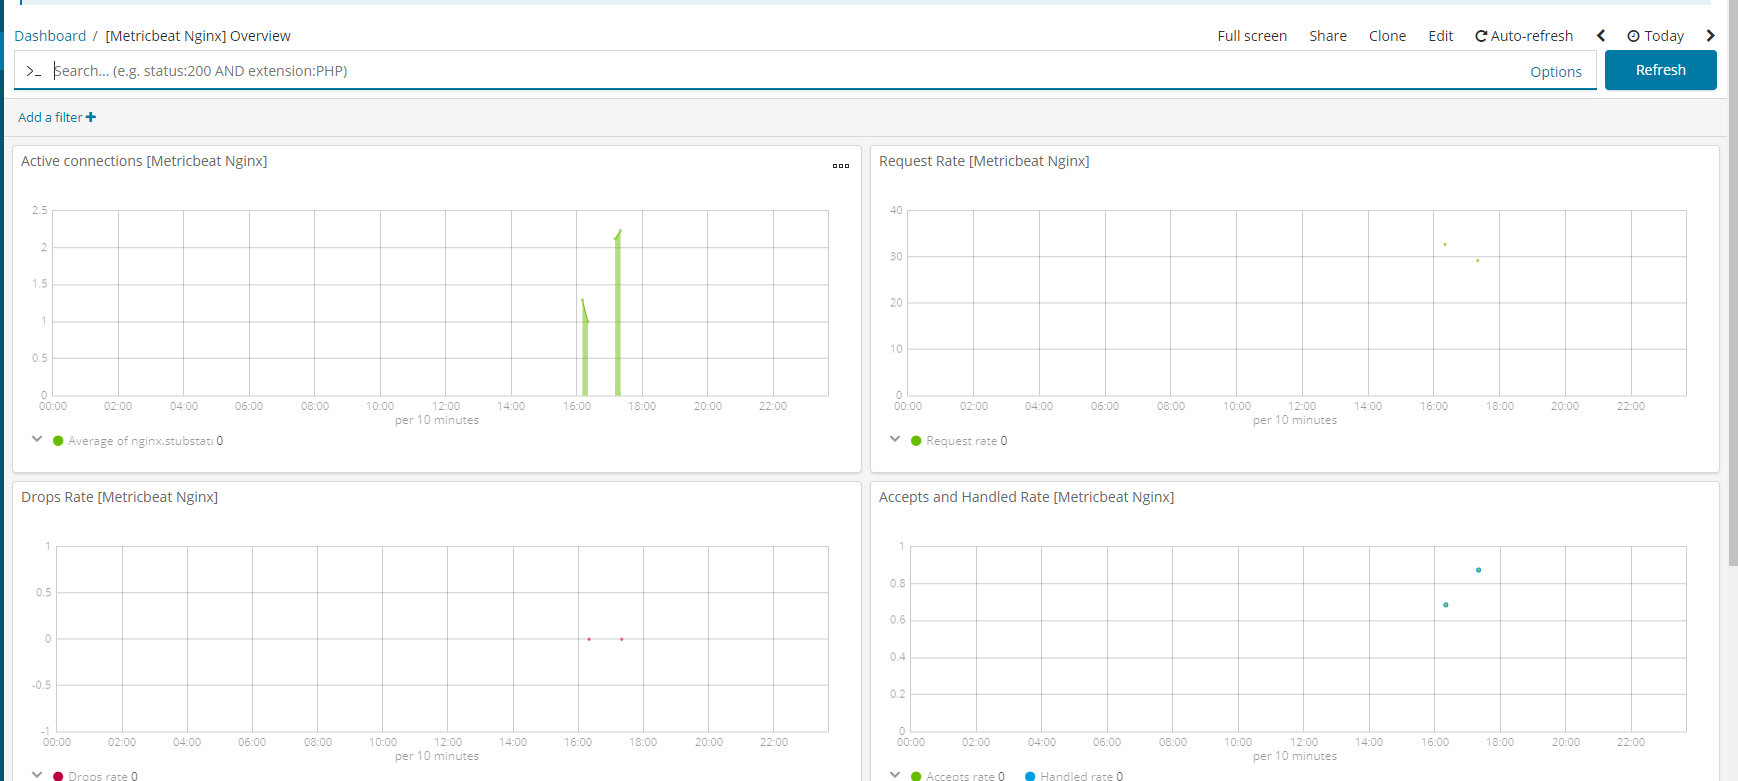 Dashboard / [Metricbeat Nginx] Overview
Full screen Share Clone Edit Auto-refresh Today
>_ Search... (e.g. status:200 AND extension:PHP) Options Refresh
Add a filter
Active connections [Metricbeat Nginx]
2.5
2
1.5
1
0.5
0
00:00 02:00 04:00 06:00 08:00 10:00 12:00 14:00 16:00 18:00 20:00 22:00
per 10 minutes
Average of nginx.stubstati 0
Request Rate [Metricbeat Nginx]
40
30
20
10
0
00:00 02:00 04:00 06:00 08:00 10:00 12:00 14:00 16:00 18:00 20:00 22:00
per 10 minutes
Request rate 0
Drops Rate [Metricbeat Nginx]
1
0.5
0
-0.5
-1
00:00 02:00 04:00 06:00 08:00 10:00 12:00 14:00 16:00 18:00 20:00 22:00
per 10 minutes
Drops rate 0
Accepts and Handled Rate [Metricbeat Nginx]
1
0.8
0.6
0.4
0.2
0
00:00 02:00 04:00 06:00 08:00 10:00 12:00 14:00 16:00 18:00 20:00 22:00
per 10 minutes
Accepts rate 0 Handled rate 0